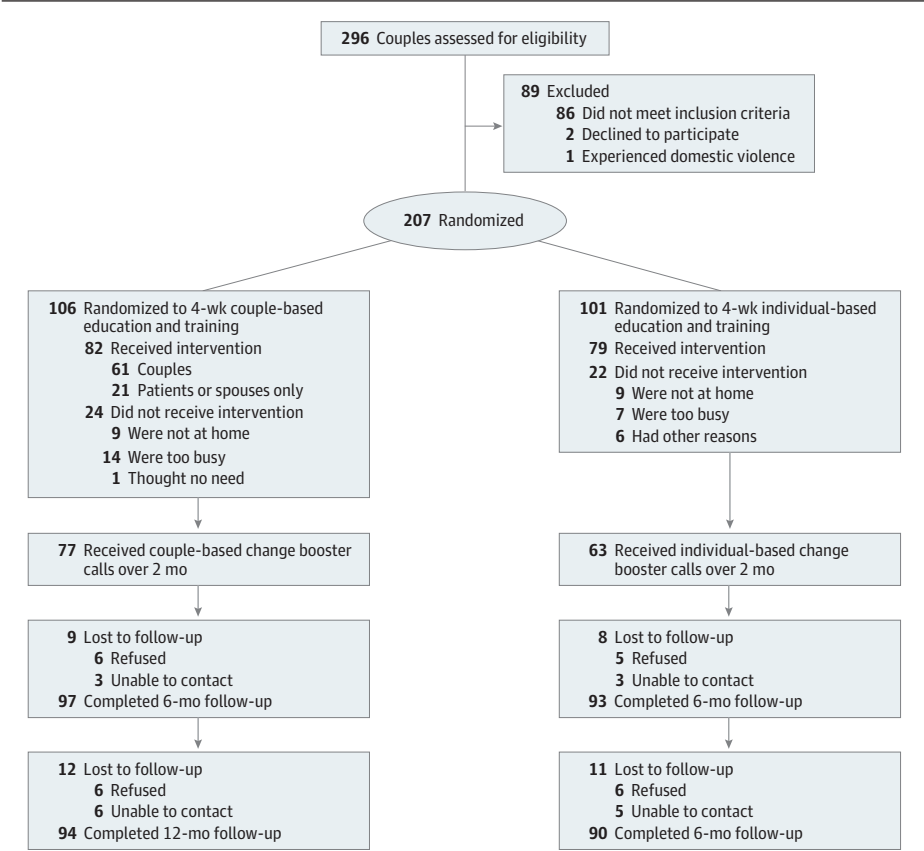 296 Couples assessed for eligibility
89 Excluded
86 Did not meet inclusion criteria
2 Declined to participate
1 Experienced domestic violence
207 Randomized
106 Randomized to 4-wk couple-based
education and training
82 Received intervention
61 Couples
21 Patients or spouses only
24 Did not receive intervention
9 Were not at home
14 Were too busy
1 Thought no need
101 Randomized to 4-wk individual-based
education and training
79 Received intervention
22 Did not receive intervention
9 Were not at home
7 Were too busy
6 Had other reasons
77 Received couple-based change booster
calls over 2 mo
63 Received individual-based change
booster calls over 2 mo
9 Lost to follow-up
6 Refused
3 Unable to contact
97 Completed 6-mo follow-up
8 Lost to follow-up
5 Refused
3 Unable to contact
93 Completed 6-mo follow-up
12 Lost to follow-up
6 Refused
6 Unable to contact
94 Completed 12-mo follow-up
11 Lost to follow-up
6 Refused
5 Unable to contact
90 Completed 6-mo follow-up